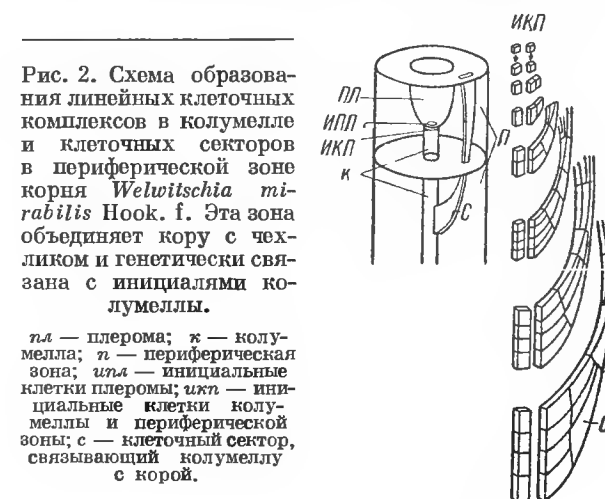 Рис. 2. Схема образова-
ния линейных клеточных
комплексов в колумелле
и клеточных секторов
в периферической зоне
корня Welwitschia mi-
rabilis Hook. f. Эта зона
объединяет кору с чех-
ликом и генетически свя-
зана с инициалями ко-
лумеллы.
пл — плерома; к — колу-
мелла; п — периферическая
зона; ипл — инициальные
клетки плеромы; икп — ини-
циальные клетки колу-
меллы и периферической
зоны; с — клеточный сектор,
связывающий колумеллу
с корой.
ИКП
ПЛ
ИПЛ
ИКП
К
П
С
С